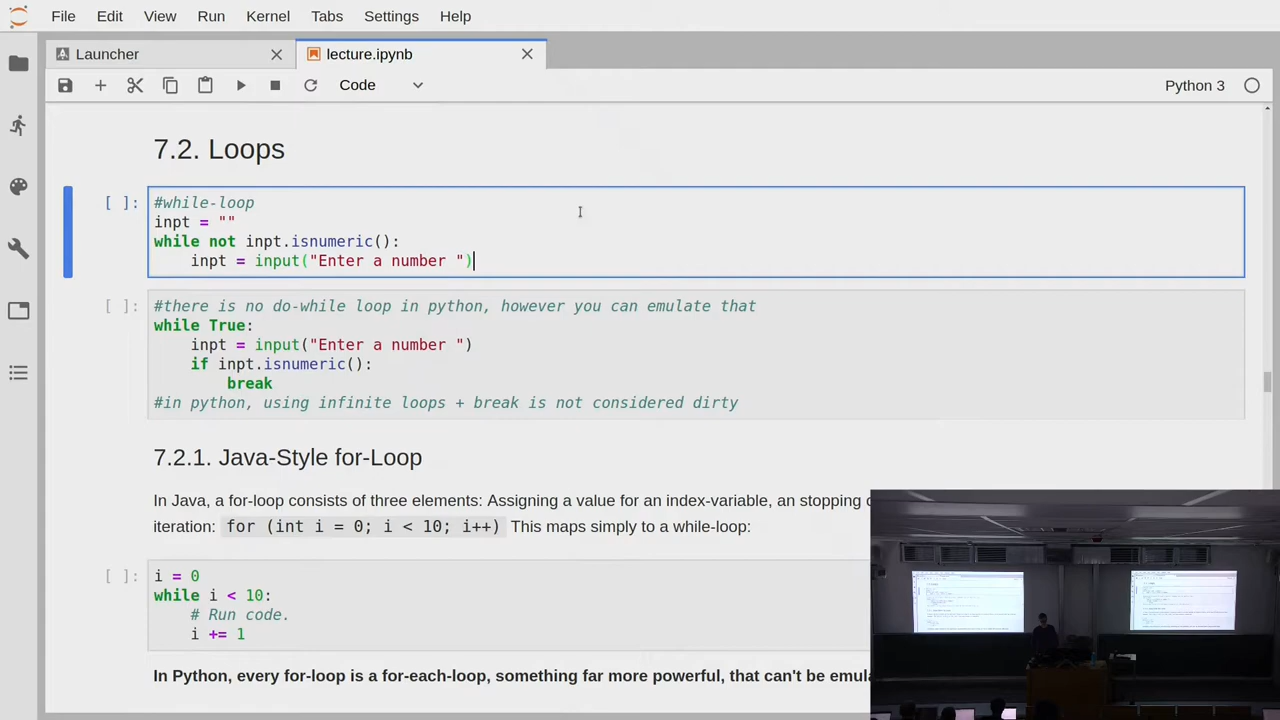 File Edit View Run Kernel Tabs Settings Help
Launcher
lecture.ipynb
Code
Python 3
7.2. Loops
[ ]:
#while-loop
inpt = ""
while not inpt.isnumeric():
    inpt = input("Enter a number ")
[ ]:
#there is no do-while loop in python, however you can emulate that
while True:
    inpt = input("Enter a number ")
    if inpt.isnumeric():
        break
#in python, using infinite loops + break is not considered dirty
7.2.1. Java-Style for-Loop
In Java, a for-loop consists of three elements: Assigning a value for an index-variable, an stopping
iteration: for (int i = 0; i < 10; i++) This maps simply to a while-loop:
[ ]:
i = 0
while i < 10:
    # Run code.
    i += 1
In Python, every for-loop is a for-each-loop, something far more powerful, that can't be